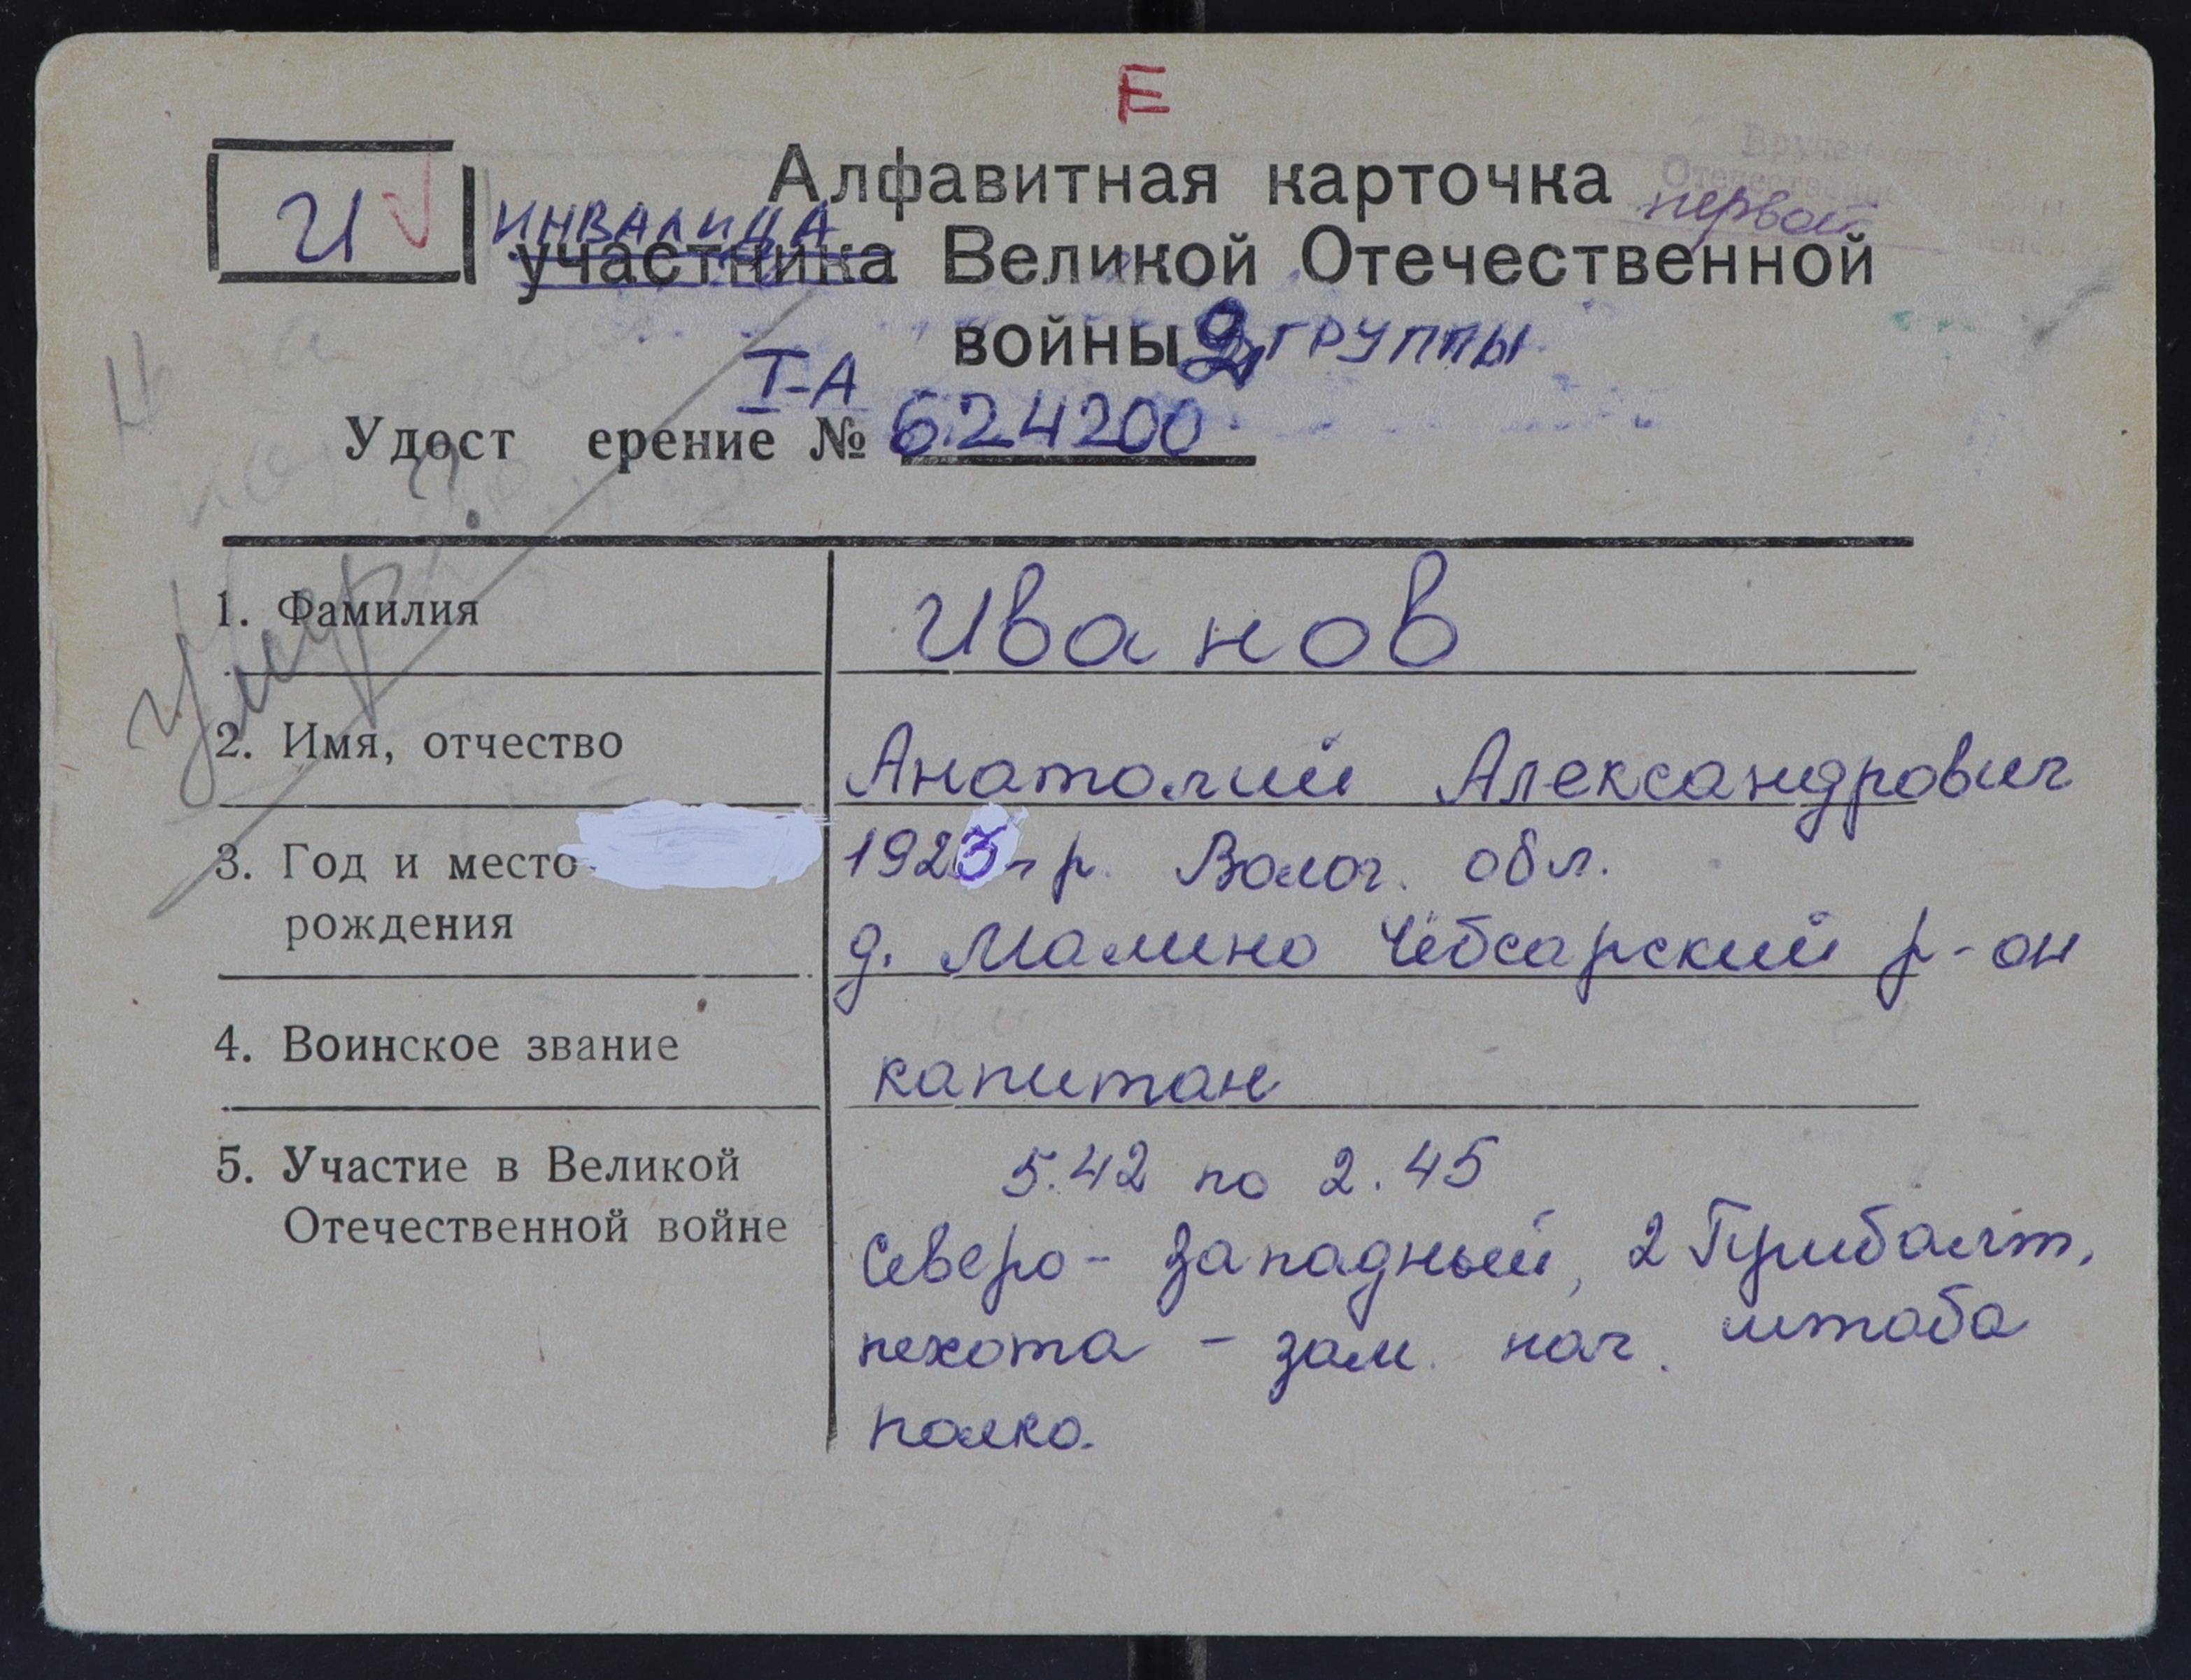 Е
Алфавитная карточка
И
первой
инвалида
участника Великой Отечественной
войны 2 группы
I-А
Удост ерение № 624200
Умер
1. Фамилия Иванов
2. Имя, отчество Анатолий Александрович
3. Год и место 1923 г р. Волог. обл.
рождения д. Малино Чёбсарский р-он
4. Воинское звание капитан
5. Участие в Великой 5.42 по 2.45
Отечественной войне Северо-Западный, 2 Прибалт,
пехота - зам. нач. штаба
полка.